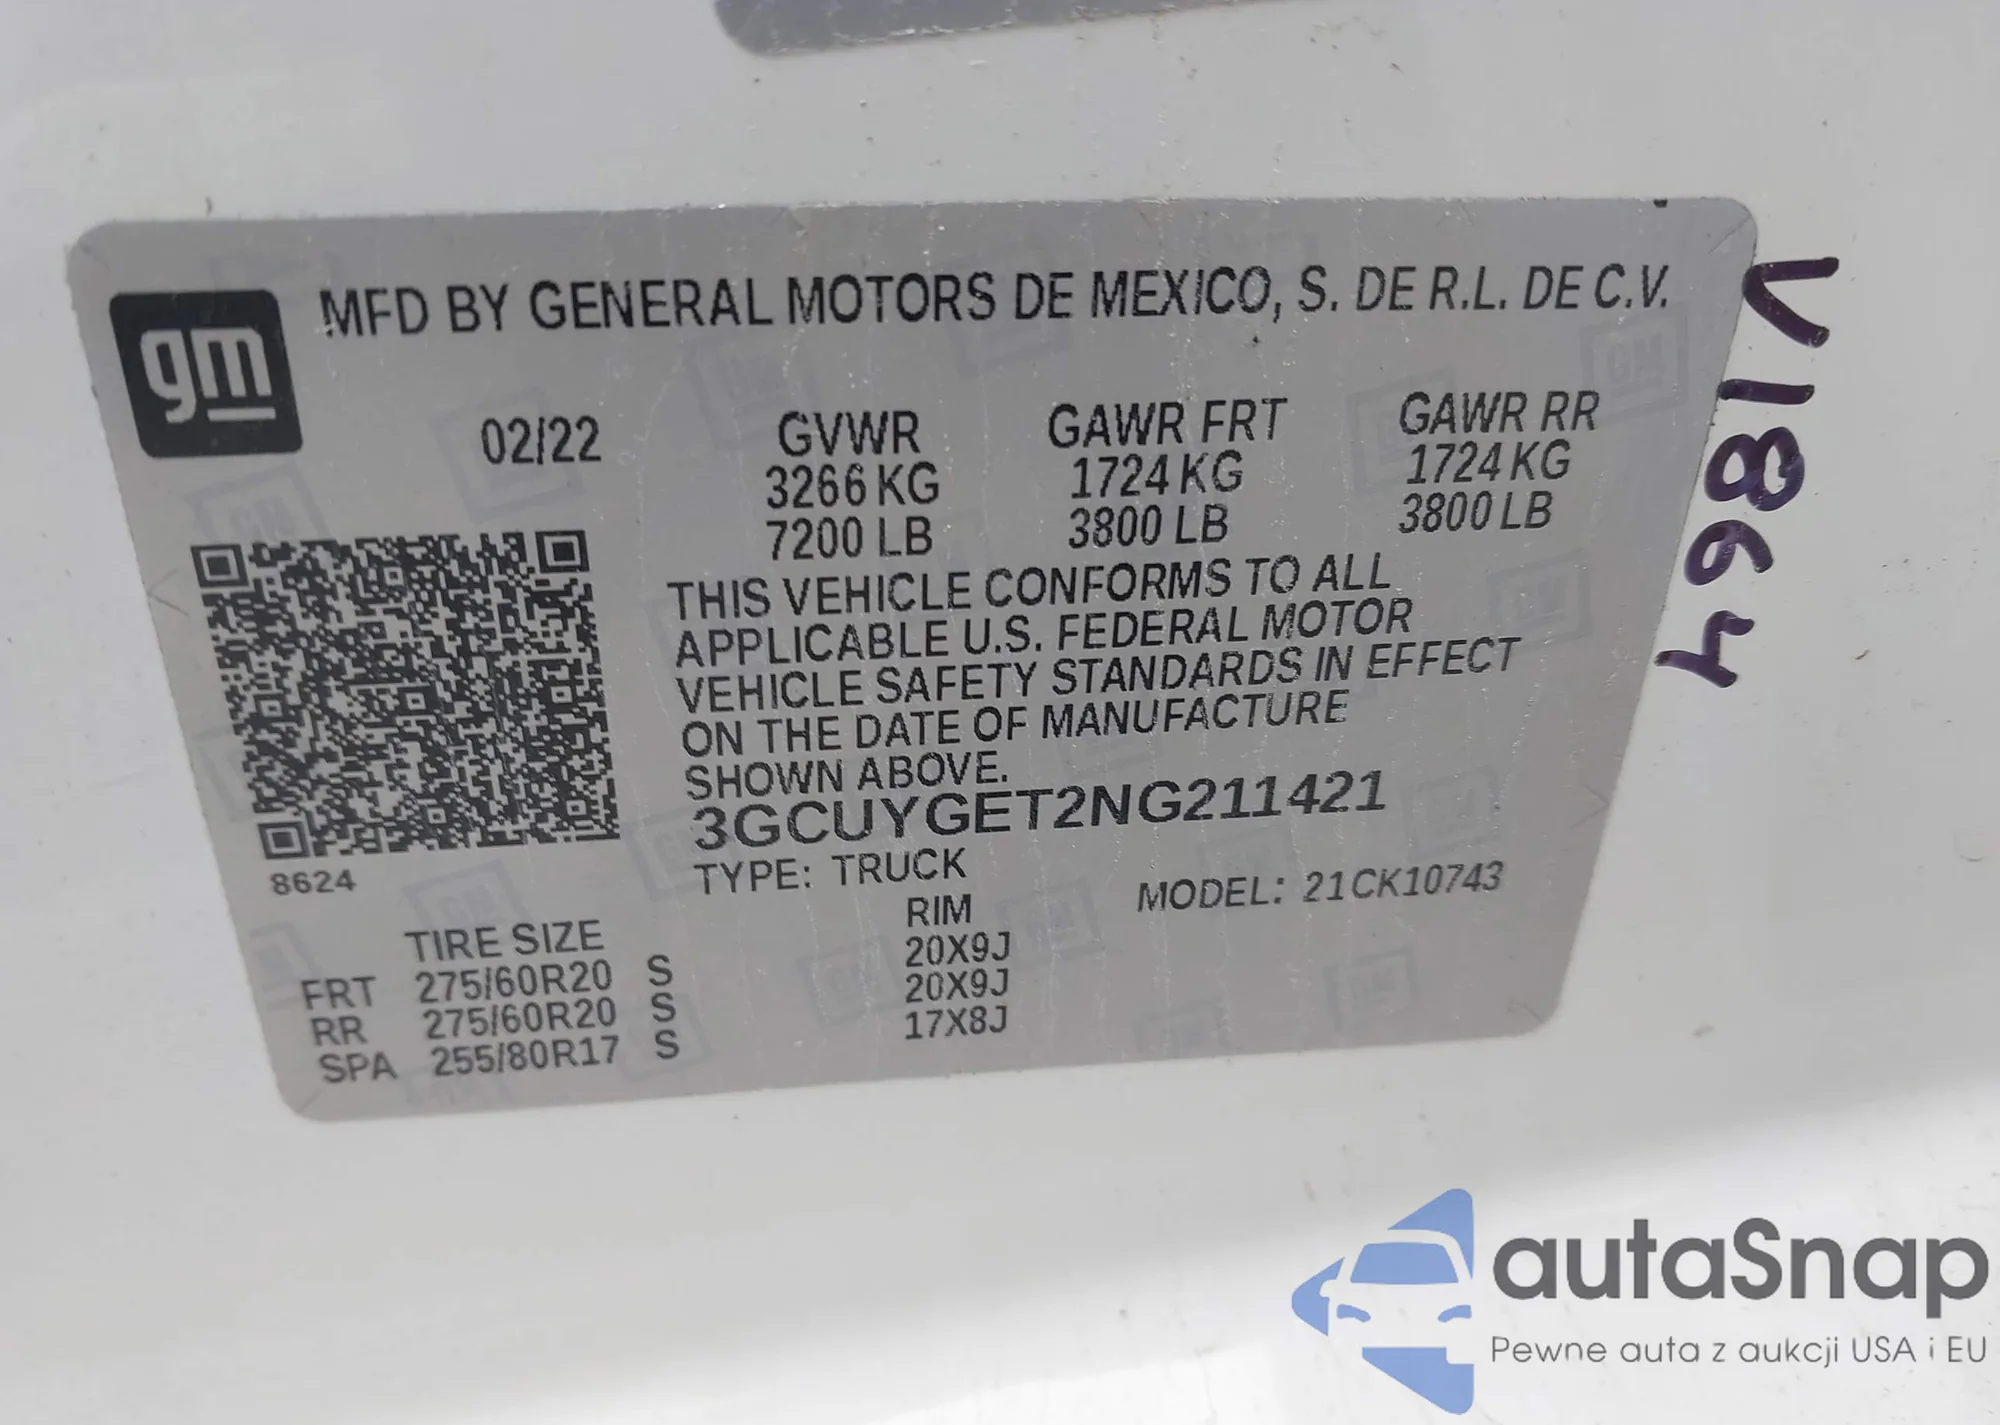 gm
MFD BY GENERAL MOTORS DE MEXICO, S. DE R.L. DE C.V.
02/22 GVWR GAWR FRT GAWR RR
3266 KG 1724 KG 1724 KG
7200 LB 3800 LB 3800 LB
THIS VEHICLE CONFORMS TO ALL
APPLICABLE U.S. FEDERAL MOTOR
VEHICLE SAFETY STANDARDS IN EFFECT
ON THE DATE OF MANUFACTURE
SHOWN ABOVE.
3GCUYGET2NG211421
8624
TYPE: TRUCK MODEL: 21CK10743
TIRE SIZE RIM
FRT 275/60R20 S 20X9J
RR 275/60R20 S 20X9J
SPA 255/80R17 S 17X8J
V1864
autaSnap
Pewne auta z aukcji USA i EU